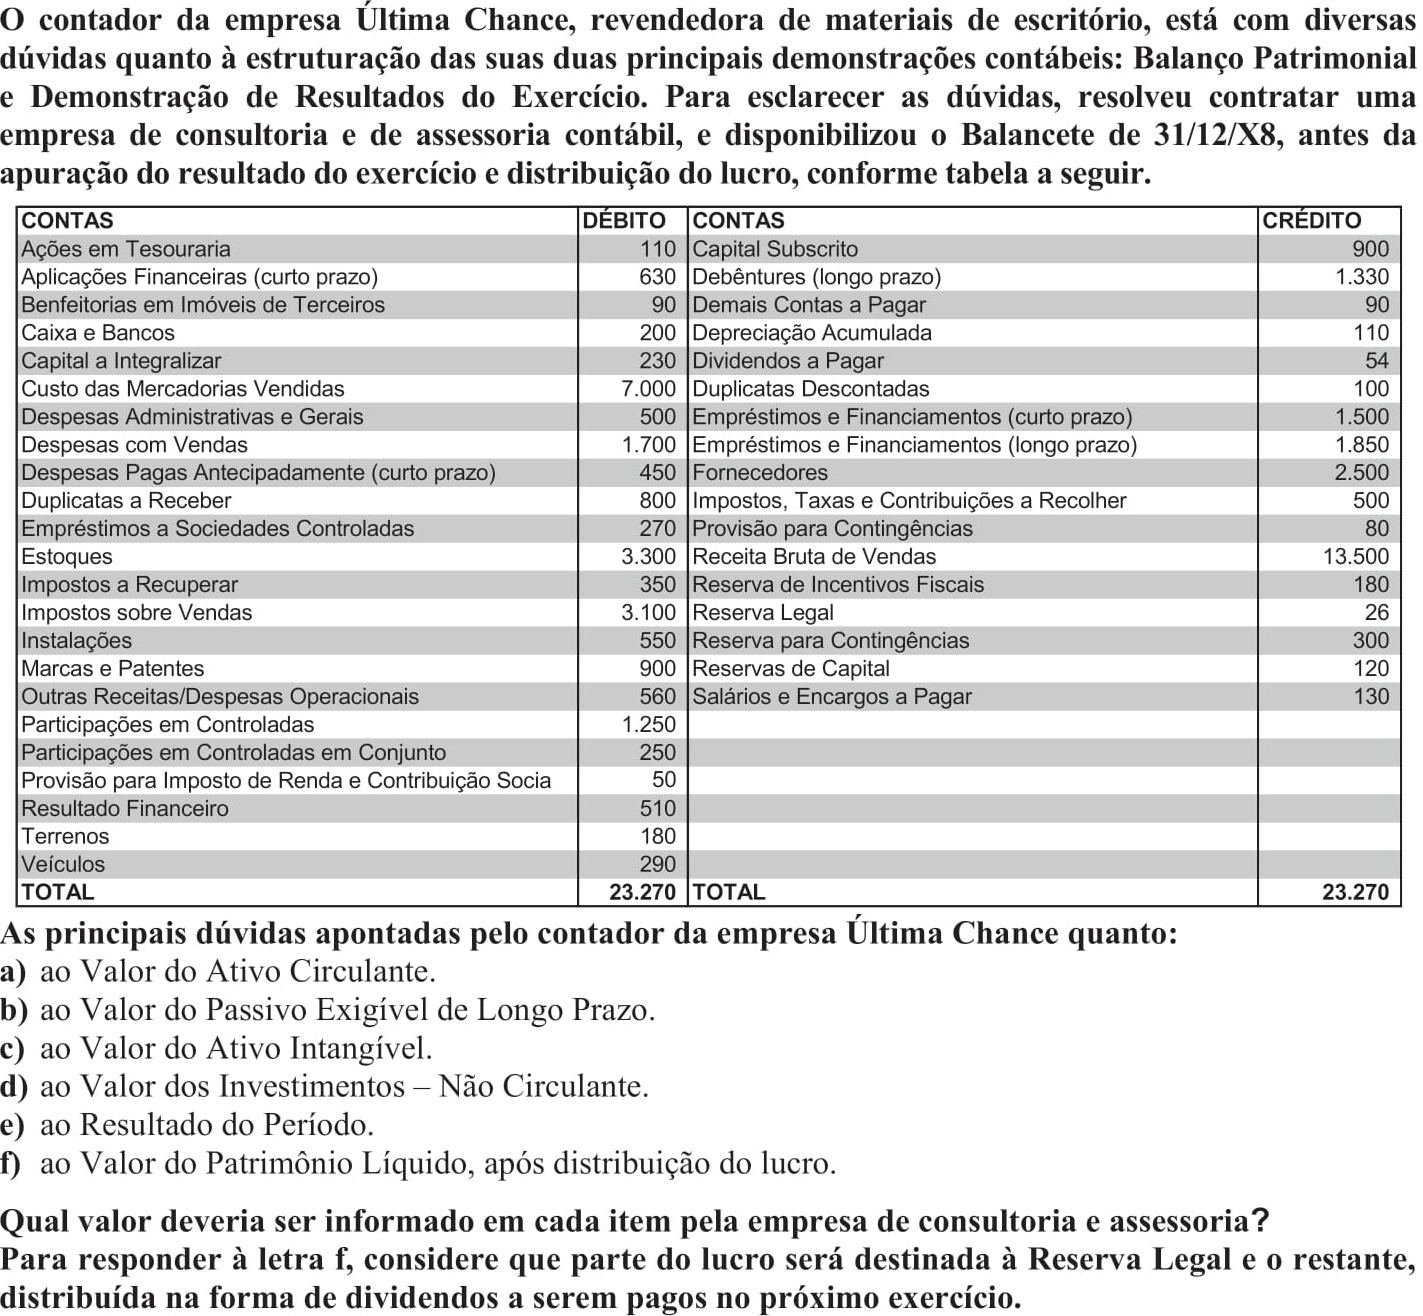 O contador da empresa Última Chance, revendedora de materiais de escritório, está com diversas
dúvidas quanto à estruturação das suas duas principais demonstrações contábeis: Balanço Patrimonial
e Demonstração de Resultados do Exercício. Para esclarecer as dúvidas, resolveu contratar uma
empresa de consultoria e de assessoria contábil, e disponibilizou o Balancete de 31/12/X8, antes da
apuração do resultado do exercício e distribuição do lucro, conforme tabela a seguir.
CONTAS DÉBITO CONTAS CRÉDITO
Ações em Tesouraria 110 Capital Subscrito 900
Aplicações Financeiras (curto prazo) 630 Debêntures (longo prazo) 1.330
Benfeitorias em Imóveis de Terceiros 90 Demais Contas a Pagar 90
Caixa e Bancos 200 Depreciação Acumulada 110
Capital a Integralizar 230 Dividendos a Pagar 54
Custo das Mercadorias Vendidas 7.000 Duplicatas Descontadas 100
Despesas Administrativas e Gerais 500 Empréstimos e Financiamentos (curto prazo) 1.500
Despesas com Vendas 1.700 Empréstimos e Financiamentos (longo prazo) 1.850
Despesas Pagas Antecipadamente (curto prazo) 450 Fornecedores 2.500
Duplicatas a Receber 800 Impostos, Taxas e Contribuições a Recolher 500
Empréstimos a Sociedades Controladas 270 Provisão para Contingências 80
Estoques 3.300 Receita Bruta de Vendas 13.500
Impostos a Recuperar 350 Reserva de Incentivos Fiscais 180
Impostos sobre Vendas 3.100 Reserva Legal 26
Instalações 550 Reserva para Contingências 300
Marcas e Patentes 900 Reservas de Capital 120
Outras Receitas/Despesas Operacionais 560 Salários e Encargos a Pagar 130
Participações em Controladas 1.250
Participações em Controladas em Conjunto 250
Provisão para Imposto de Renda e Contribuição Socia 50
Resultado Financeiro 510
Terrenos 180
Veículos 290
TOTAL 23.270 TOTAL 23.270
As principais dúvidas apontadas pelo contador da empresa Última Chance quanto:
a) ao Valor do Ativo Circulante.
b) ao Valor do Passivo Exigível de Longo Prazo.
c) ao Valor do Ativo Intangível.
d) ao Valor dos Investimentos – Não Circulante.
e) ao Resultado do Período.
f) ao Valor do Patrimônio Líquido, após distribuição do lucro.
Qual valor deveria ser informado em cada item pela empresa de consultoria e assessoria?
Para responder à letra f, considere que parte do lucro será destinada à Reserva Legal e o restante,
distribuída na forma de dividendos a serem pagos no próximo exercício.